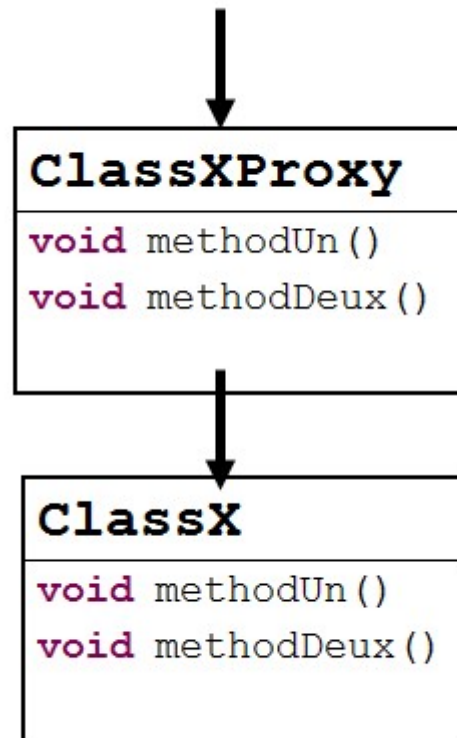 ClassXProxy
void methodUn()
void methodDeux()
ClassX
void methodUn()
void methodDeux()